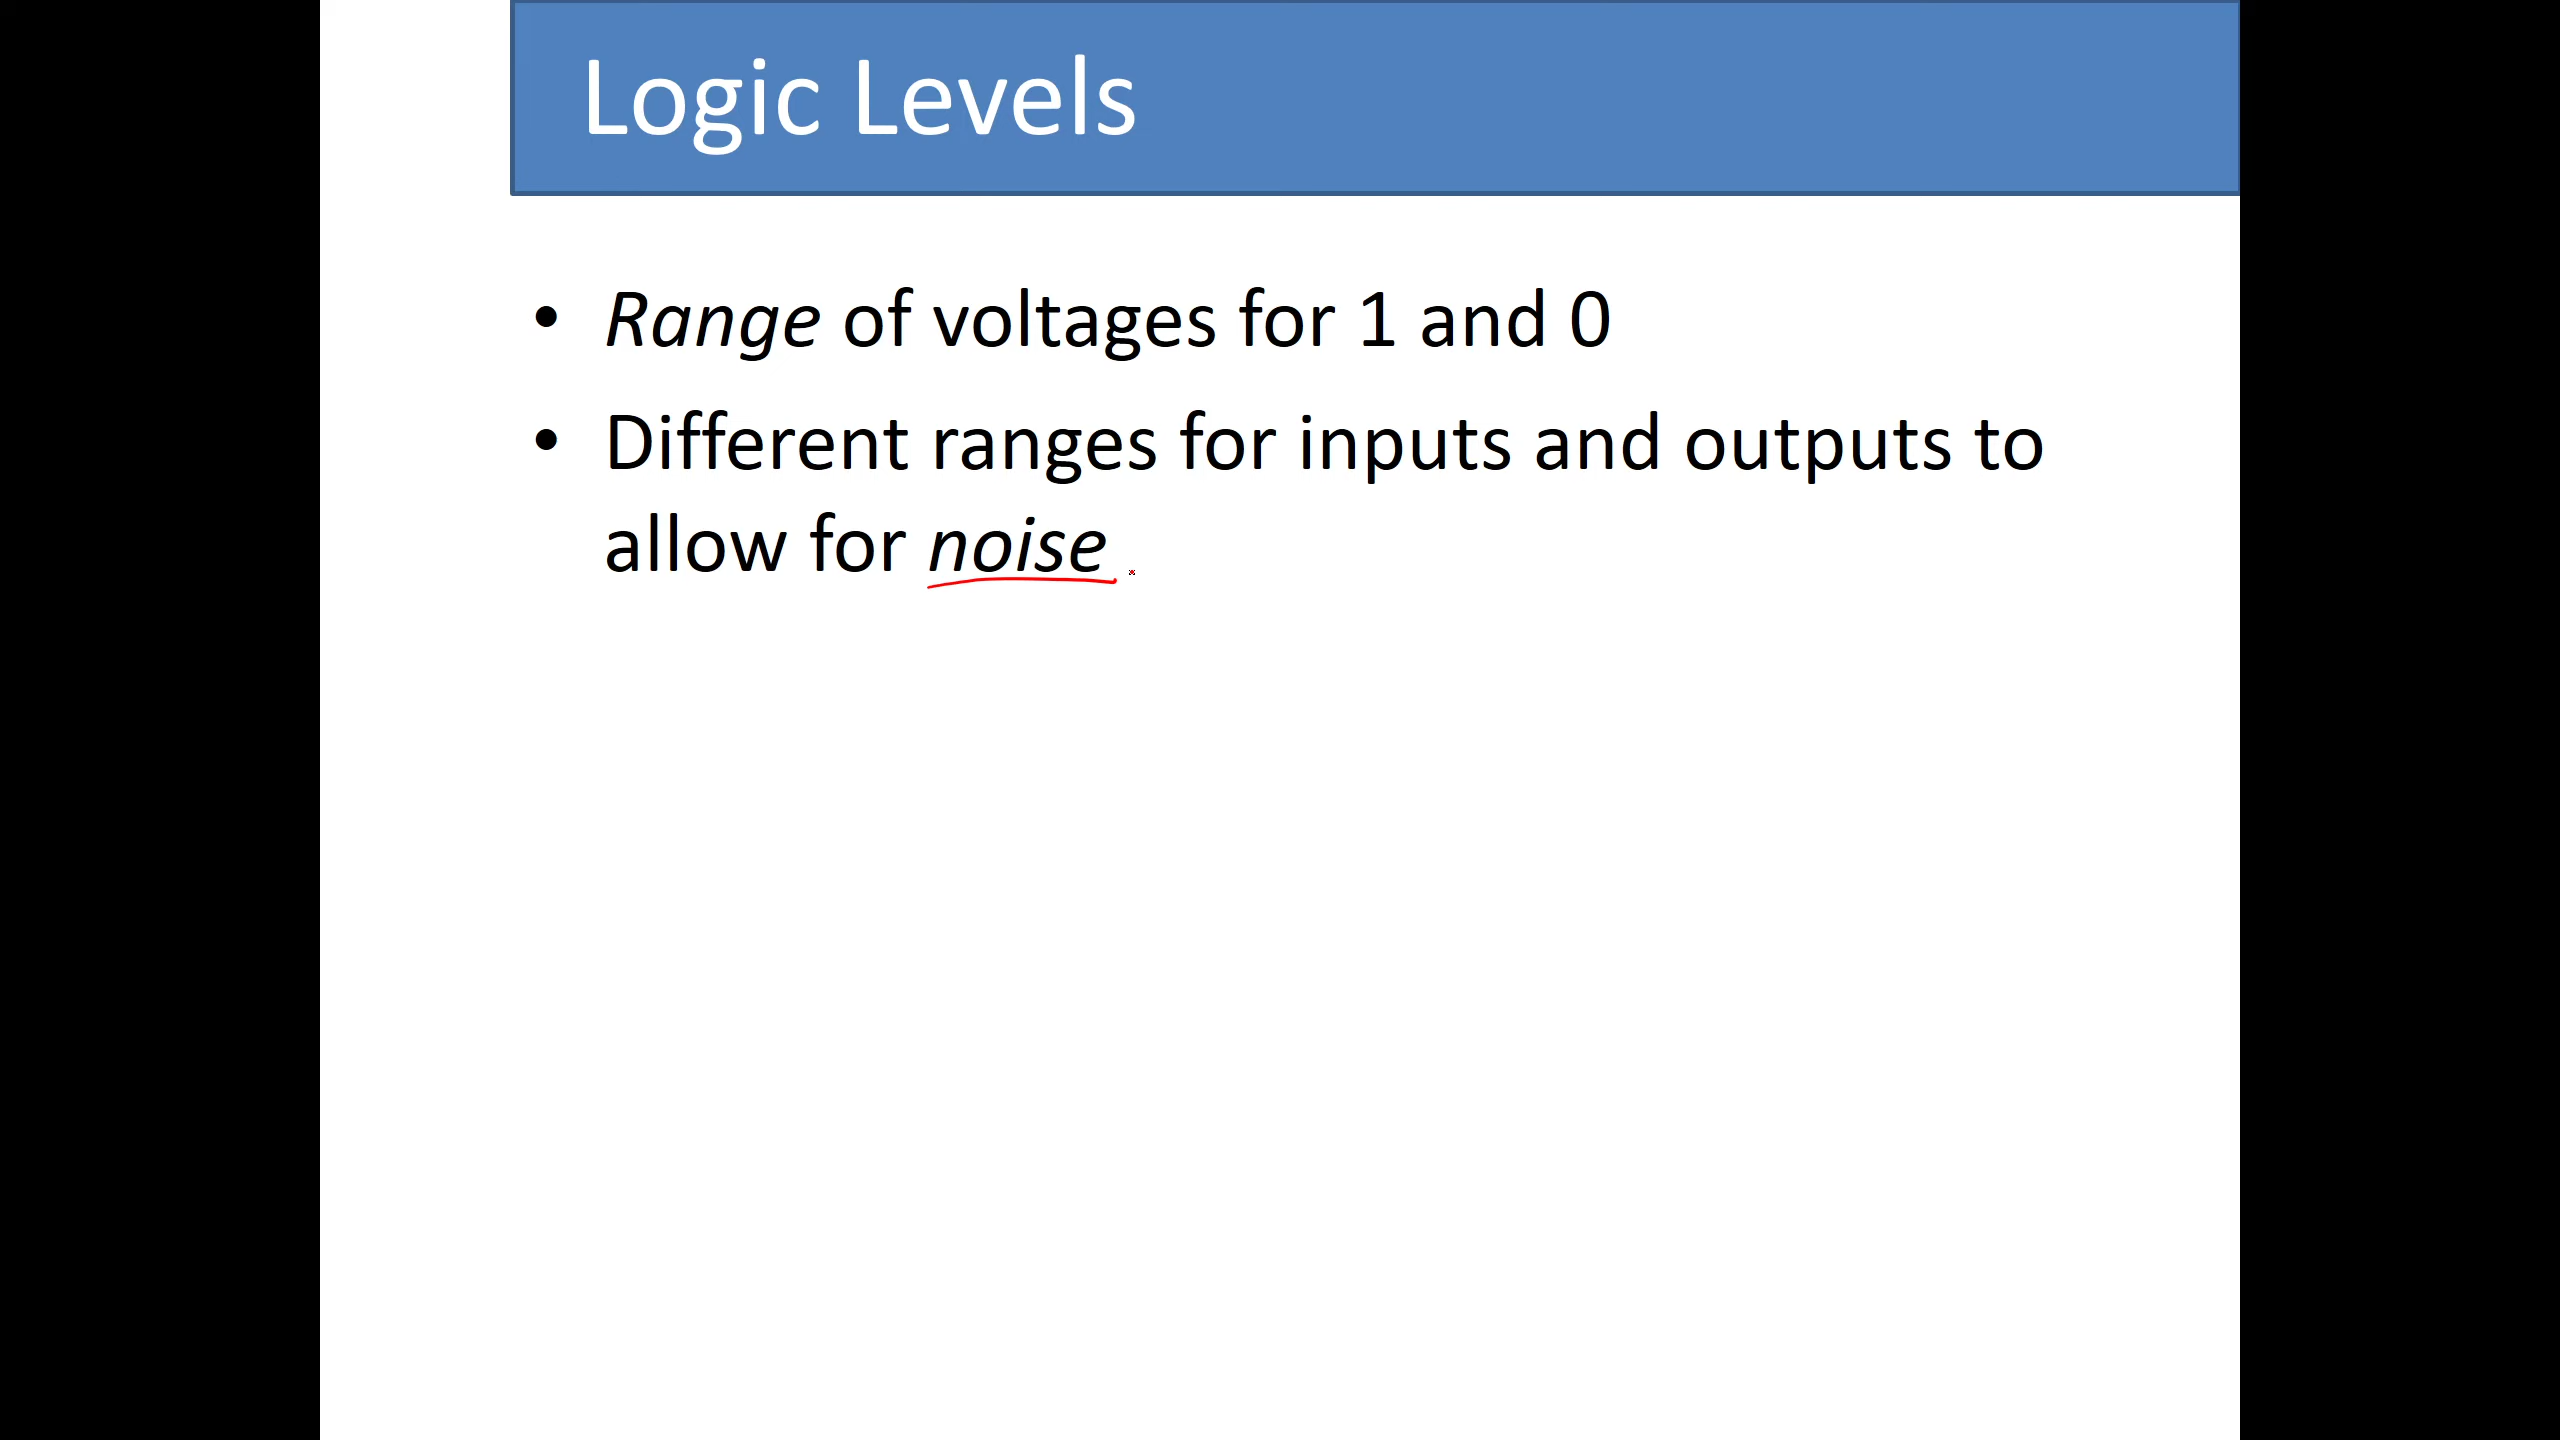 Logic Levels
• Range of voltages for 1 and 0
• Different ranges for inputs and outputs to
allow for noise